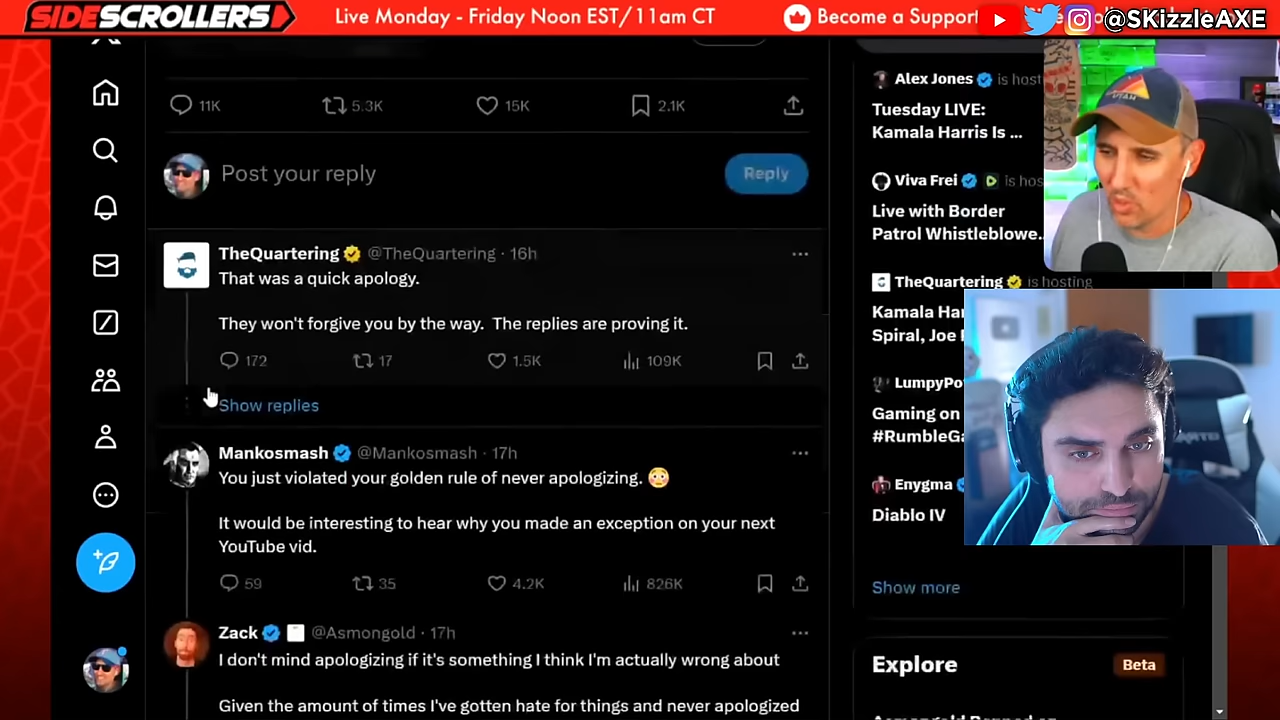 SIDESCROLLERS
Live Monday - Friday Noon EST/11am CT
Become a Support
@SKizzleAXE
11K
5.3K
15K
2.1K
Post your reply
Reply
TheQuartering @TheQuartering · 16h
That was a quick apology.
They won't forgive you by the way. The replies are proving it.
172
17
1.5K
109K
Show replies
Mankosmash @Mankosmash · 17h
You just violated your golden rule of never apologizing. 😳
It would be interesting to hear why you made an exception on your next
YouTube vid.
59
35
4.2K
826K
Zack @Asmongold · 17h
I don't mind apologizing if it's something I think I'm actually wrong about
Given the amount of times I've gotten hate for things and never apologized
Alex Jones is host
Tuesday LIVE:
Kamala Harris Is ...
Viva Frei is hos
Live with Border
Patrol Whistleblowe...
TheQuartering is hosting
Kamala Har
Spiral, Joe
LumpyPo
Gaming on
#RumbleGa
Enygma
Diablo IV
Show more
Explore
Beta